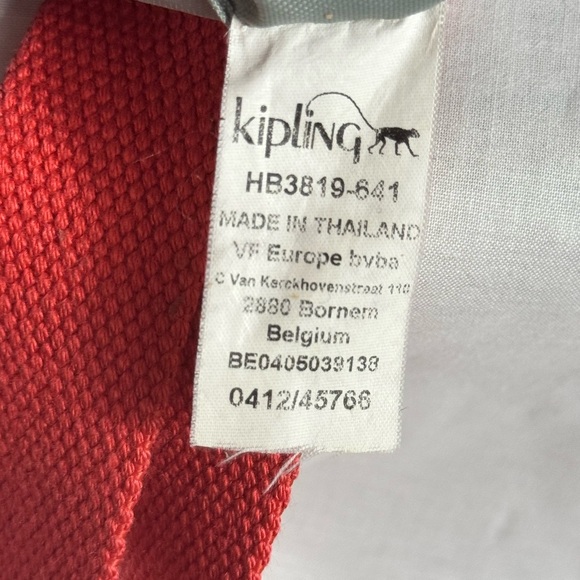 kipling
HB3819-641
MADE IN THAILAND
VF Europe bvba
C Van Kerckhovenstraat 110
2880 Bornem
Belgium
BE0405039138
0412/45766